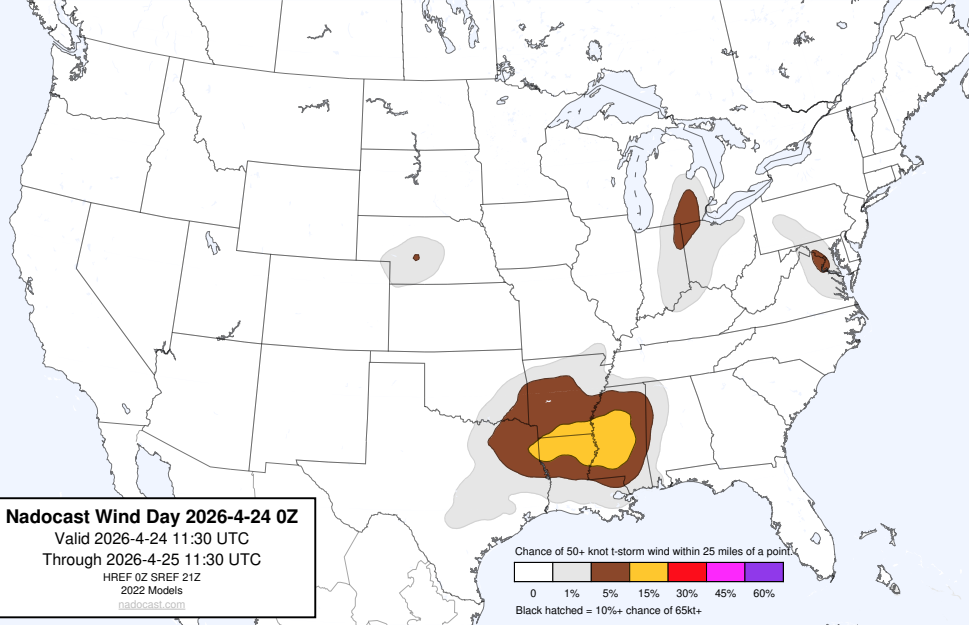 Nadocast Wind Day 2026-4-24 0Z
Valid 2026-4-24 11:30 UTC
Through 2026-4-25 11:30 UTC
HREF 0Z SREF 21Z
2022 Models
nadocast.com
Chance of 50+ knot t-storm wind within 25 miles of a point.
0 1% 5% 15% 30% 45% 60%
Black hatched = 10%+ chance of 65kt+